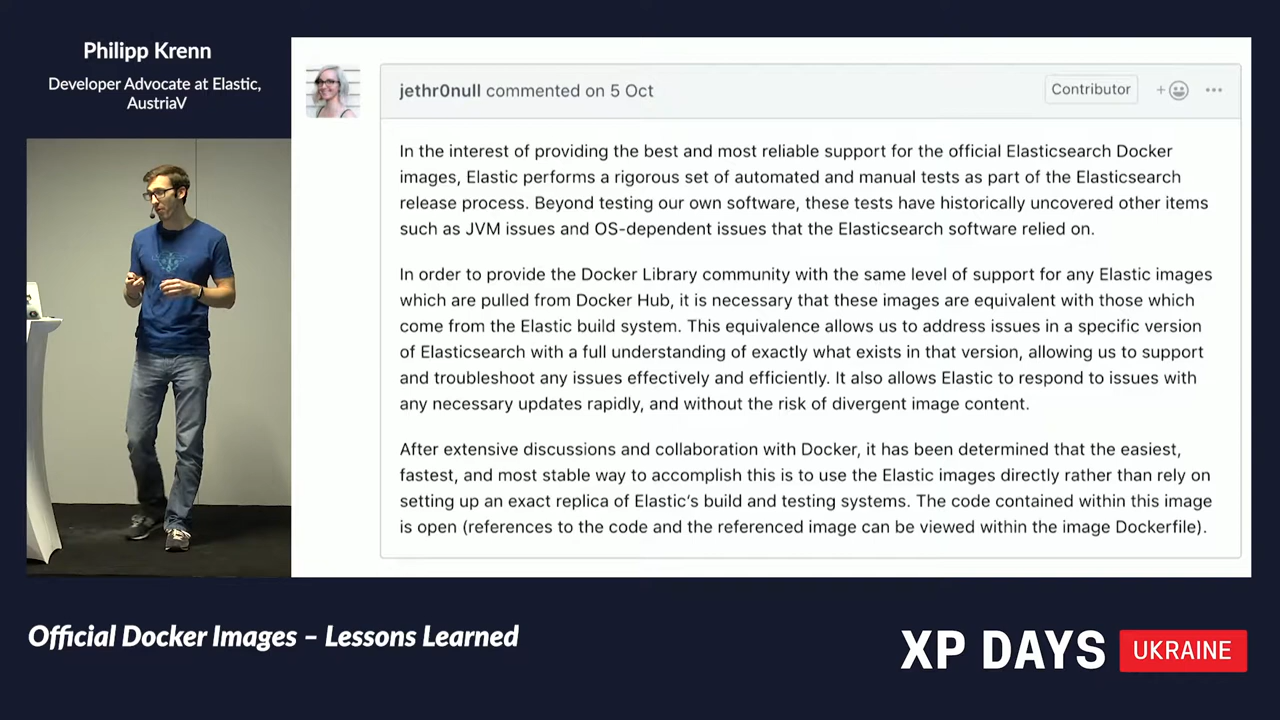 Philipp Krenn
Developer Advocate at Elastic,
AustriaV
jethr0null commented on 5 Oct
Contributor
In the interest of providing the best and most reliable support for the official Elasticsearch Docker
images, Elastic performs a rigorous set of automated and manual tests as part of the Elasticsearch
release process. Beyond testing our own software, these tests have historically uncovered other items
such as JVM issues and OS-dependent issues that the Elasticsearch software relied on.
In order to provide the Docker Library community with the same level of support for any Elastic images
which are pulled from Docker Hub, it is necessary that these images are equivalent with those which
come from the Elastic build system. This equivalence allows us to address issues in a specific version
of Elasticsearch with a full understanding of exactly what exists in that version, allowing us to support
and troubleshoot any issues effectively and efficiently. It also allows Elastic to respond to issues with
any necessary updates rapidly, and without the risk of divergent image content.
After extensive discussions and collaboration with Docker, it has been determined that the easiest,
fastest, and most stable way to accomplish this is to use the Elastic images directly rather than rely on
setting up an exact replica of Elastic's build and testing systems. The code contained within this image
is open (references to the code and the referenced image can be viewed within the image Dockerfile).
Official Docker Images – Lessons Learned
XP DAYS UKRAINE